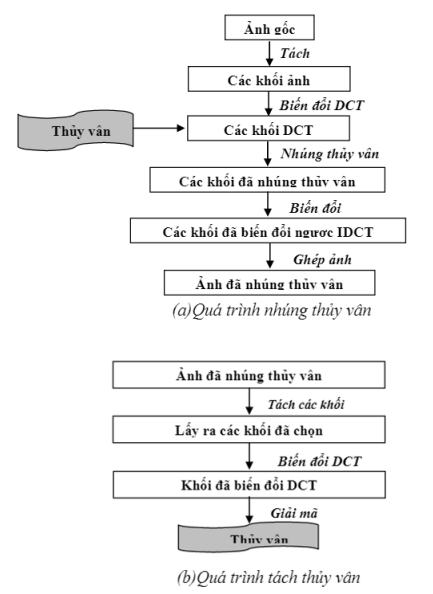 Ảnh gốc
Tách
Các khối ảnh
Biến đổi DCT
Thủy vân
Các khối DCT
Nhúng thủy vân
Các khối đã nhúng thủy vân
Biến đổi
Các khối đã biến đổi ngược IDCT
Ghép ảnh
Ảnh đã nhúng thủy vân
(a)Quá trình nhúng thủy vân
Ảnh đã nhúng thủy vân
Tách các khối
Lấy ra các khối đã chọn
Biến đổi DCT
Khối đã biến đổi DCT
Giải mã
Thủy vân
(b)Quá trình tách thủy vân